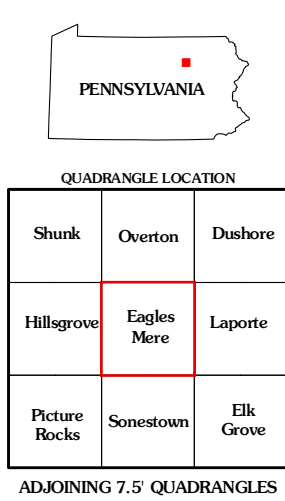 PENNSYLVANIA
QUADRANGLE LOCATION
Shunk
Overton
Dushore
Hillsgrove
Eagles
Mere
Laporte
Picture
Rocks
Sonestown
Elk
Grove
ADJOINING 7.5' QUADRANGLES